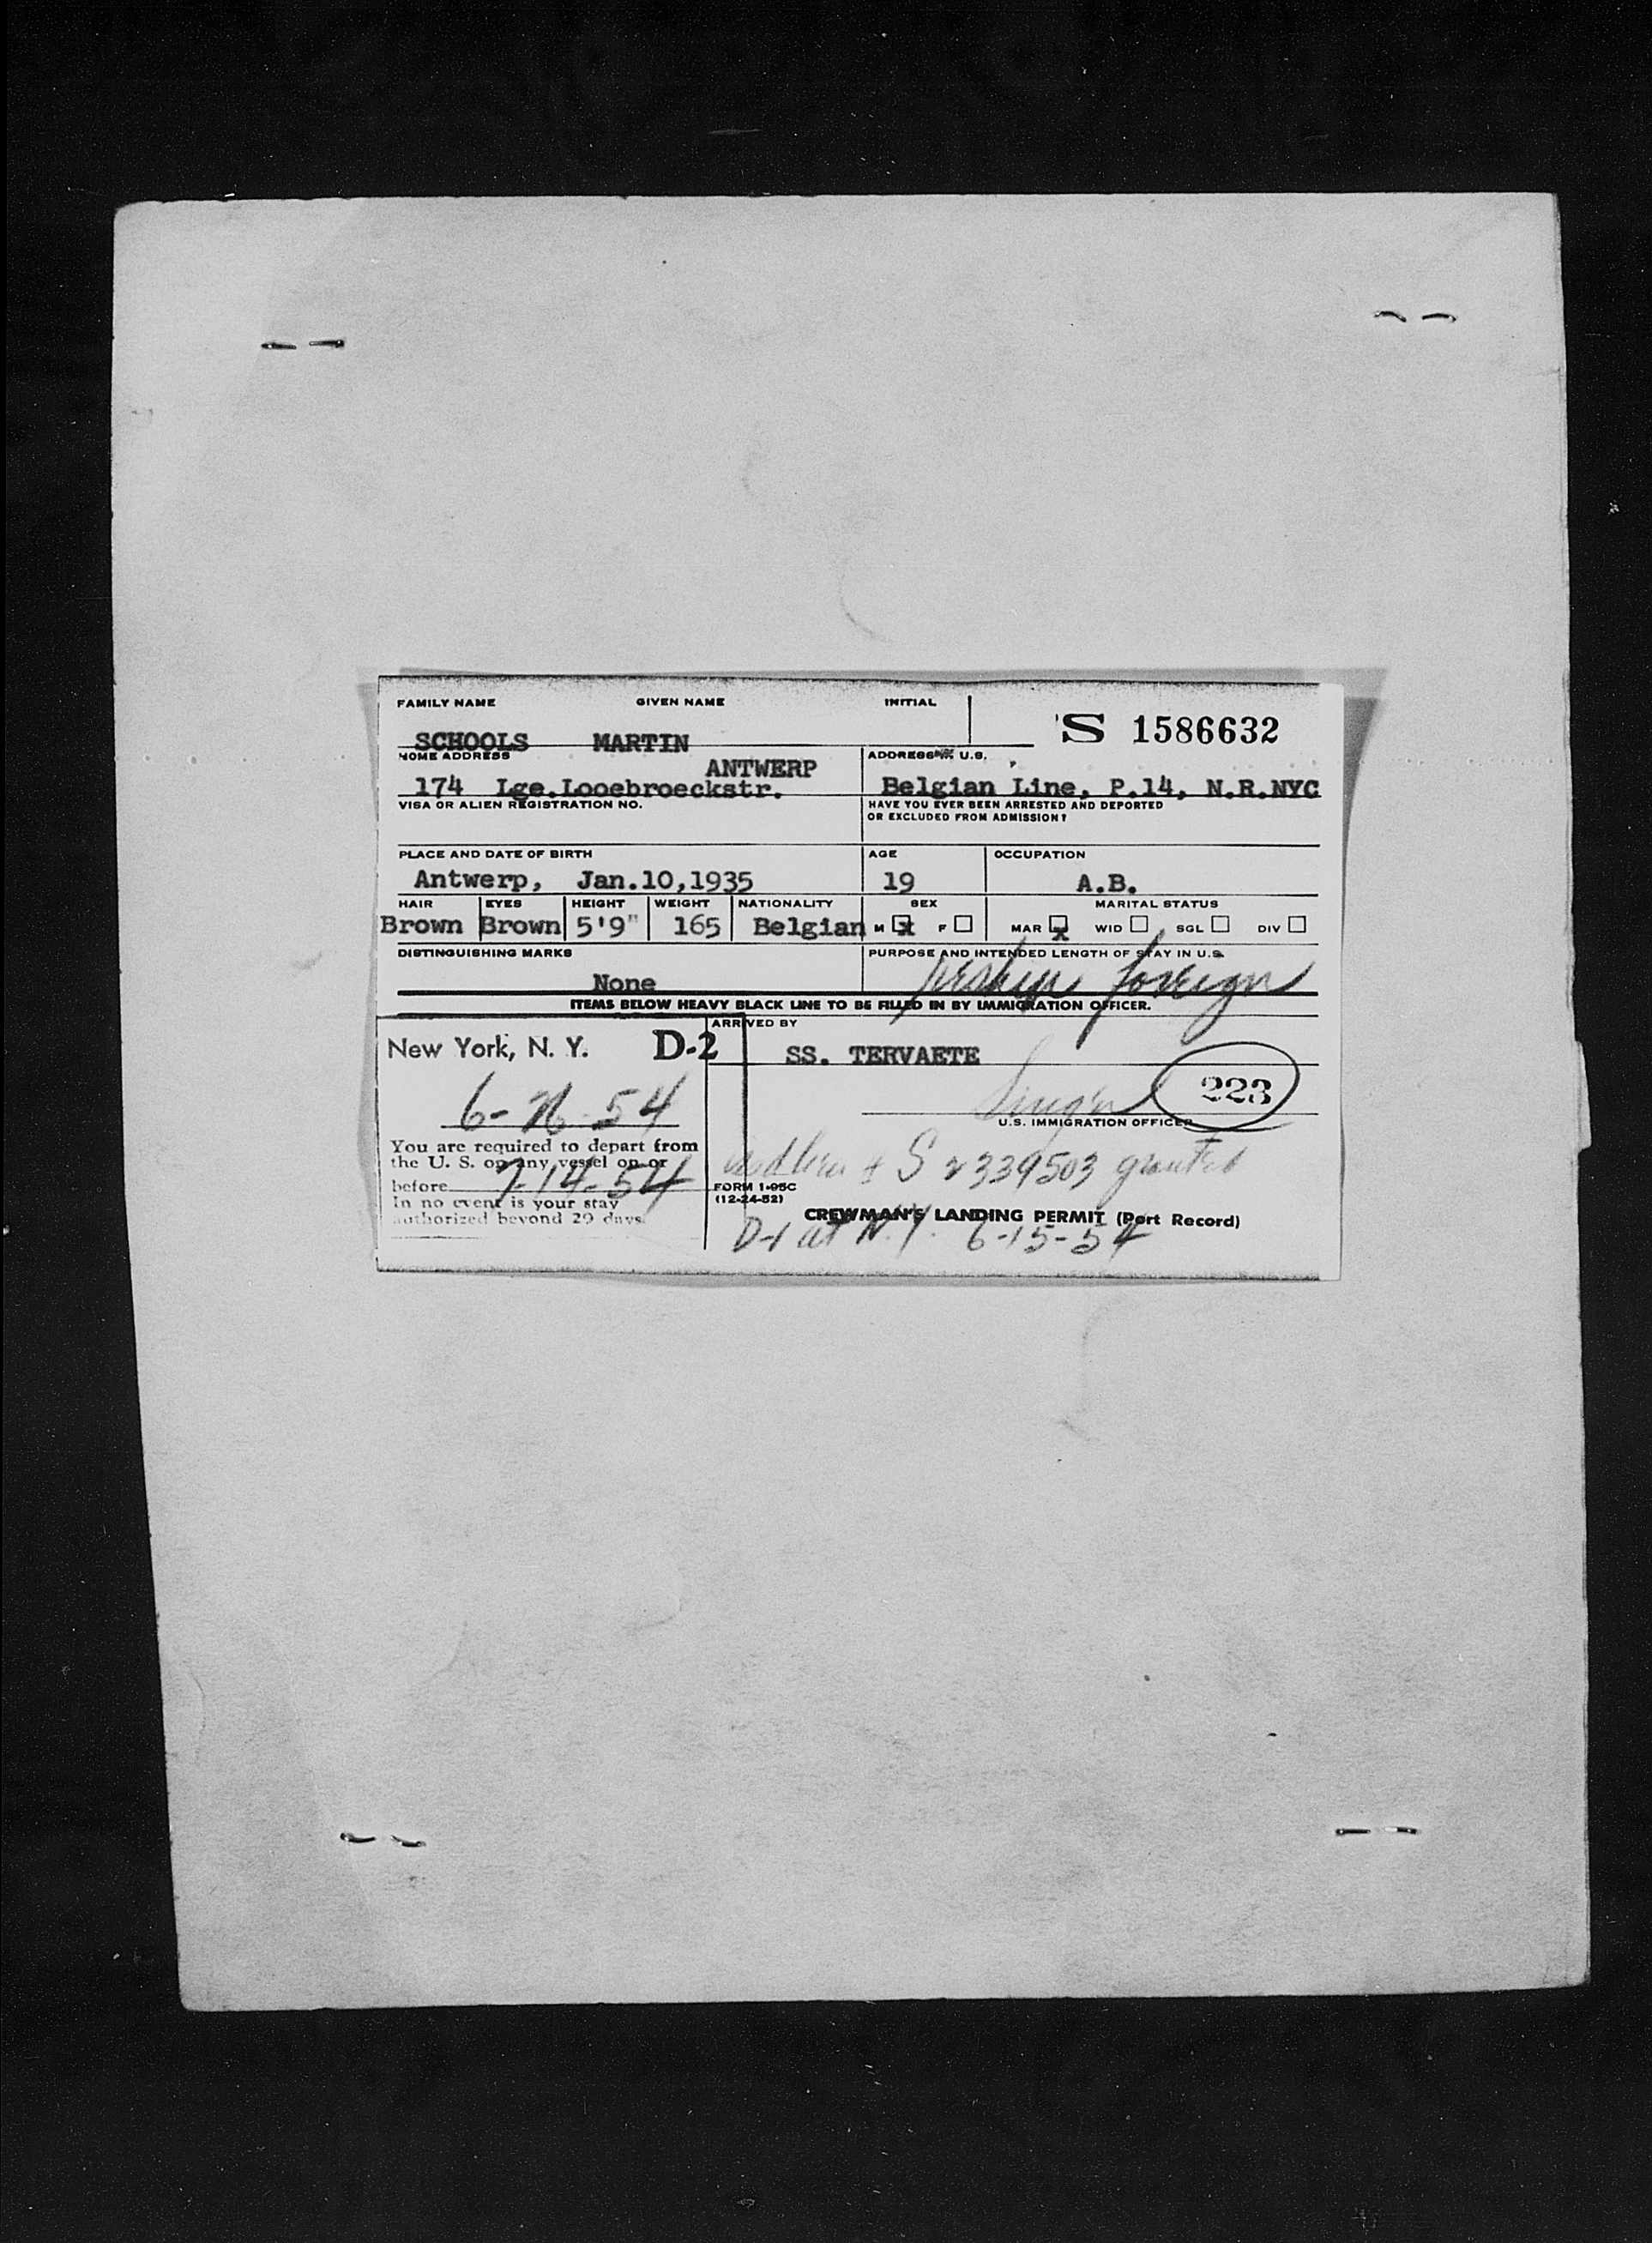 FAMILY NAME GIVEN NAME INITIAL
SCHOOLS MARTIN S 1586632
HOME ADDRESS ADDRESS U.S.
ANTWERP
174 Lge.Looebroeckstr. Belgian Line, P.14, N.R.NYC
VISA OR ALIEN REGISTRATION NO. HAVE YOU EVER BEEN ARRESTED AND DEPORTED
OR EXCLUDED FROM ADMISSION?
PLACE AND DATE OF BIRTH AGE OCCUPATION
Antwerp, Jan.10,1935 19 A.B.
HAIR EYES HEIGHT WEIGHT NATIONALITY SEX MARITAL STATUS
Brown Brown 5'9" 165 Belgian M x F MAR x WID SGL DIV
DISTINGUISHING MARKS PURPOSE AND INTENDED LENGTH OF STAY IN U.S.
None reship foreign
ITEMS BELOW HEAVY BLACK LINE TO BE FILLED IN BY IMMIGRATION OFFICER.
ARRIVED BY
New York, N. Y. D-2 SS. TERVAETE
223
6- -54
U.S. IMMIGRATION OFFICER
You are required to depart from
the U. S. on any vessel on or
before 7-14-54
In no event is your stay
authorized beyond 29 days.
S 2339503 granted
FORM I-95C
(12-24-52)
CREWMAN'S LANDING PERMIT (Port Record)
D-1 at N.Y. 6-15-54